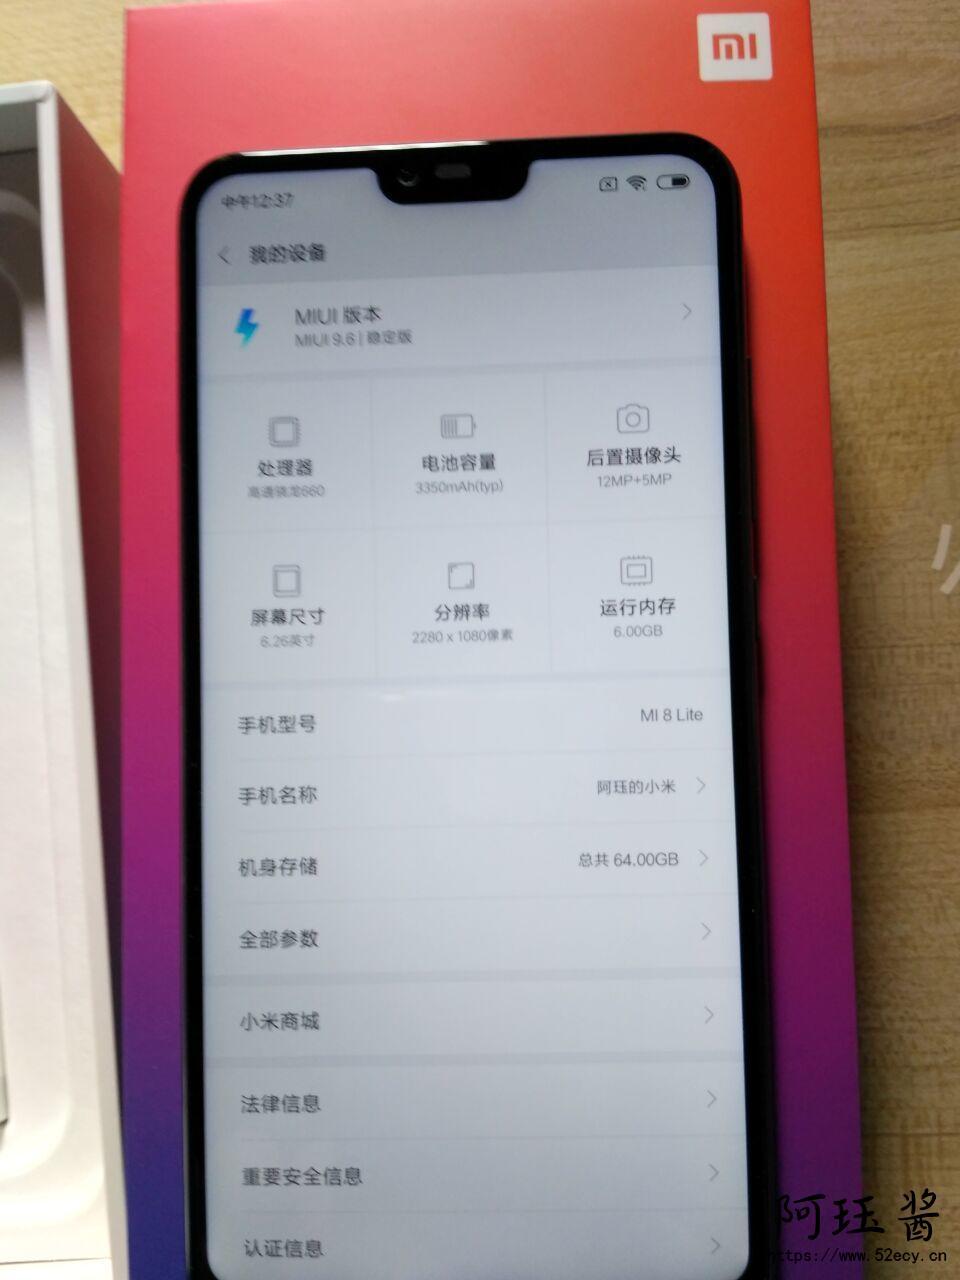 MI
中午12:37
我的设备
MIUI 版本
MIUI 9.6 | 稳定版
处理器
高通骁龙660
电池容量
3350mAh(typ)
后置摄像头
12MP+5MP
屏幕尺寸
6.26英寸
分辨率
2280 x 1080像素
运行内存
6.00GB
手机型号 MI 8 Lite
手机名称 阿珏的小米
机身存储 总共 64.00GB
全部参数
小米商城
法律信息
重要安全信息
认证信息
阿珏酱
https://www.52ecy.cn